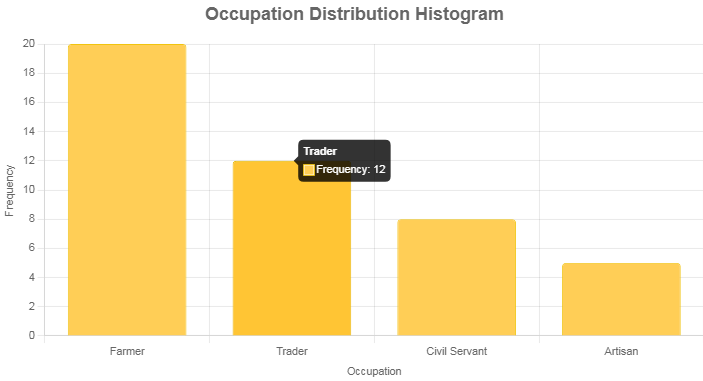 Occupation Distribution Histogram
20
18
16
14
12
10
8
6
4
2
0
Frequency
Trader
Frequency: 12
Farmer
Trader
Civil Servant
Artisan
Occupation